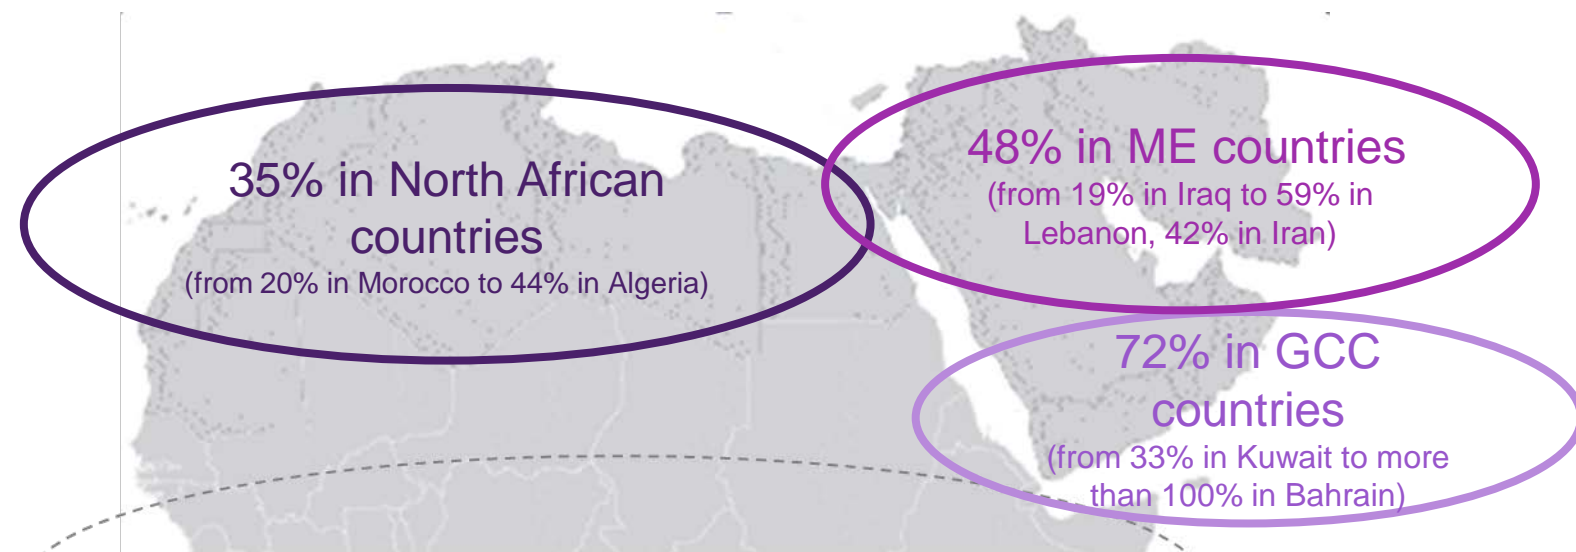 35% in North African
countries
(from 20% in Morocco to 44% in Algeria)
48% in ME countries
(from 19% in Iraq to 59% in
Lebanon, 42% in Iran)
72% in GCC
countries
(from 33% in Kuwait to more
than 100% in Bahrain)